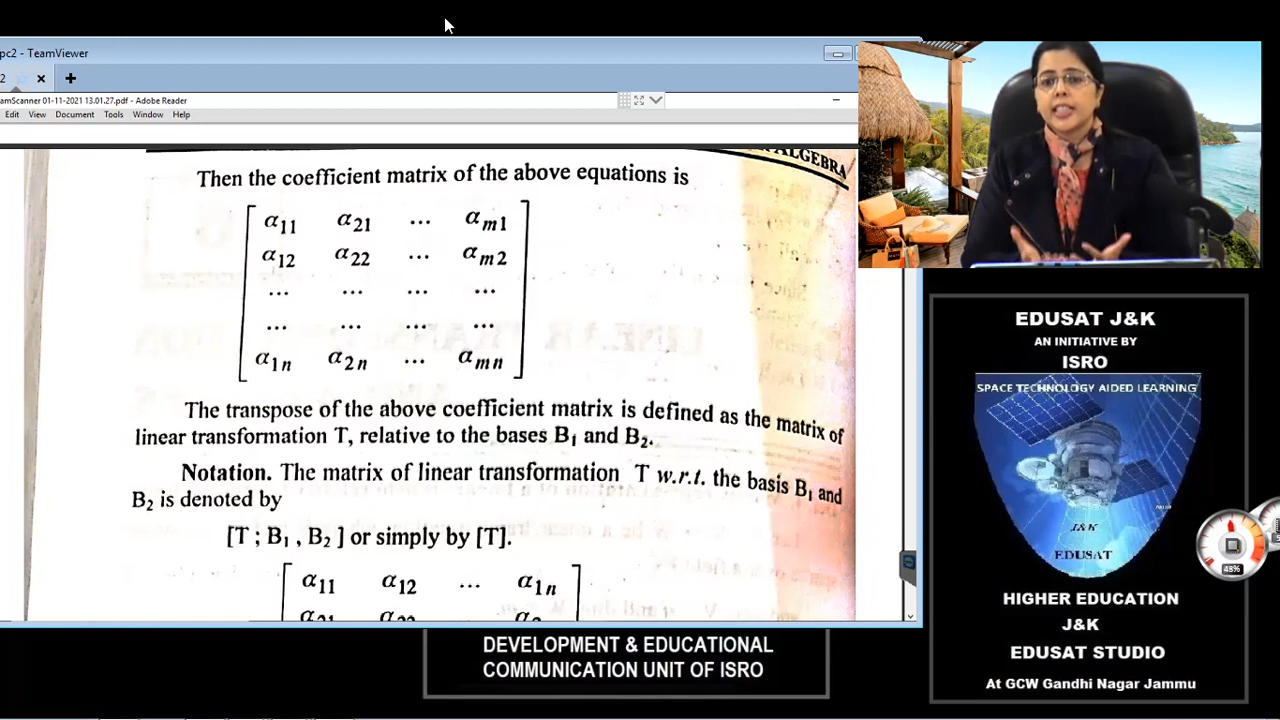 pc2 - TeamViewer
2
amScanner 01-11-2021 13.01.27.pdf - Adobe Reader
Edit View Document Tools Window Help
ALGEBRA
Then the coefficient matrix of the above equations is
α11 α21 ... αm1
α12 α22 ... αm2
... ... ... ...
... ... ... ...
α1n α2n ... αmn
The transpose of the above coefficient matrix is defined as the matrix of
linear transformation T, relative to the bases B1 and B2.
Notation. The matrix of linear transformation T w.r.t. the basis B1 and
B2 is denoted by
[T ; B1 , B2 ] or simply by [T].
α11 α12 ... α1n
α21 α22 ...
DEVELOPMENT & EDUCATIONAL
COMMUNICATION UNIT OF ISRO
EDUSAT J&K
AN INITIATIVE BY
ISRO
SPACE TECHNOLOGY AIDED LEARNING
J&K
EDUSAT
HIGHER EDUCATION
J&K
EDUSAT STUDIO
At GCW Gandhi Nagar Jammu
48%